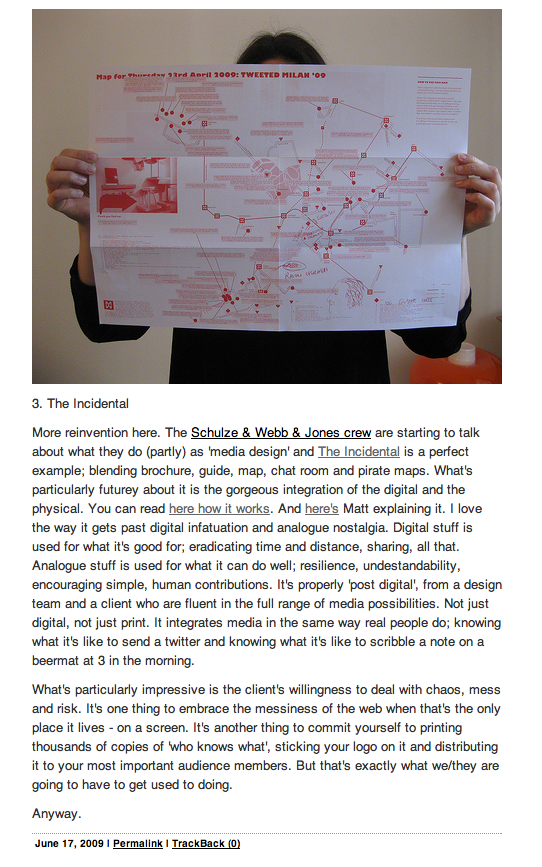 Map for Thursday 23rd April 2009: TWEETED MILAN '09
3. The Incidental
More reinvention here. The Schulze & Webb & Jones crew are starting to talk
about what they do (partly) as 'media design' and The Incidental is a perfect
example; blending brochure, guide, map, chat room and pirate maps. What's
particularly futurey about it is the gorgeous integration of the digital and the
physical. You can read here how it works. And here's Matt explaining it. I love
the way it gets past digital infatuation and analogue nostalgia. Digital stuff is
used for what it's good for; eradicating time and distance, sharing, all that.
Analogue stuff is used for what it can do well; resilience, undestandability,
encouraging simple, human contributions. It's properly 'post digital', from a design
team and a client who are fluent in the full range of media possibilities. Not just
digital, not just print. It integrates media in the same way real people do; knowing
what it's like to send a twitter and knowing what it's like to scribble a note on a
beermat at 3 in the morning.
What's particularly impressive is the client's willingness to deal with chaos, mess
and risk. It's one thing to embrace the messiness of the web when that's the only
place it lives - on a screen. It's another thing to commit yourself to printing
thousands of copies of 'who knows what', sticking your logo on it and distributing
it to your most important audience members. But that's exactly what we/they are
going to have to get used to doing.
Anyway.
June 17, 2009 | Permalink | TrackBack (0)